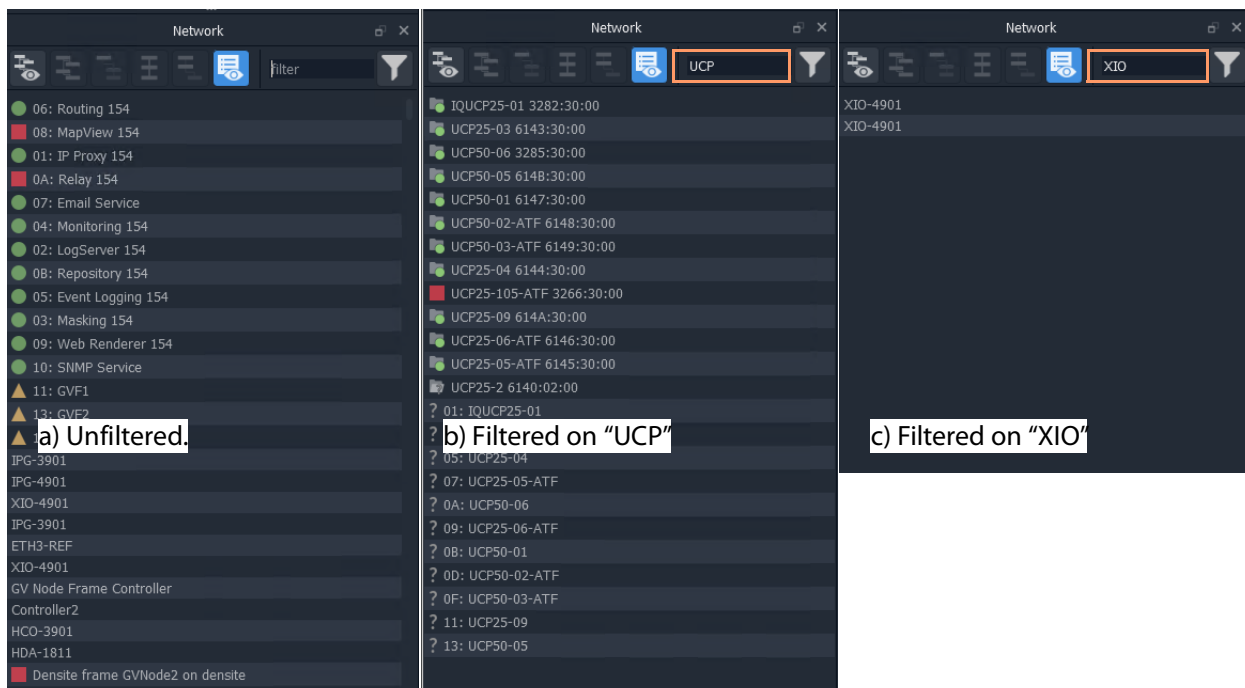 Network
filter
06: Routing 154
08: MapView 154
01: IP Proxy 154
0A: Relay 154
07: Email Service
04: Monitoring 154
02: LogServer 154
0B: Repository 154
05: Event Logging 154
03: Masking 154
09: Web Renderer 154
10: SNMP Service
11: GVF1
13: GVF2
a) Unfiltered.
IPG-3901
IPG-4901
XIO-4901
IPG-3901
ETH3-REF
XIO-4901
GV Node Frame Controller
Controller2
HCO-3901
HDA-1811
Densite frame GVNode2 on densite
Network
UCP
IQUCP25-01 3282:30:00
UCP25-03 6143:30:00
UCP50-06 3285:30:00
UCP50-05 614B:30:00
UCP50-01 6147:30:00
UCP50-02-ATF 6148:30:00
UCP50-03-ATF 6149:30:00
UCP25-04 6144:30:00
UCP25-105-ATF 3266:30:00
UCP25-09 614A:30:00
UCP25-06-ATF 6146:30:00
UCP25-05-ATF 6145:30:00
UCP25-2 6140:02:00
? 01: IQUCP25-01
?
b) Filtered on “UCP”
? 05: UCP25-04
? 07: UCP25-05-ATF
? 0A: UCP50-06
? 09: UCP25-06-ATF
? 0B: UCP50-01
? 0D: UCP50-02-ATF
? 0F: UCP50-03-ATF
? 11: UCP25-09
? 13: UCP50-05
Network
XIO
XIO-4901
XIO-4901
c) Filtered on “XIO”